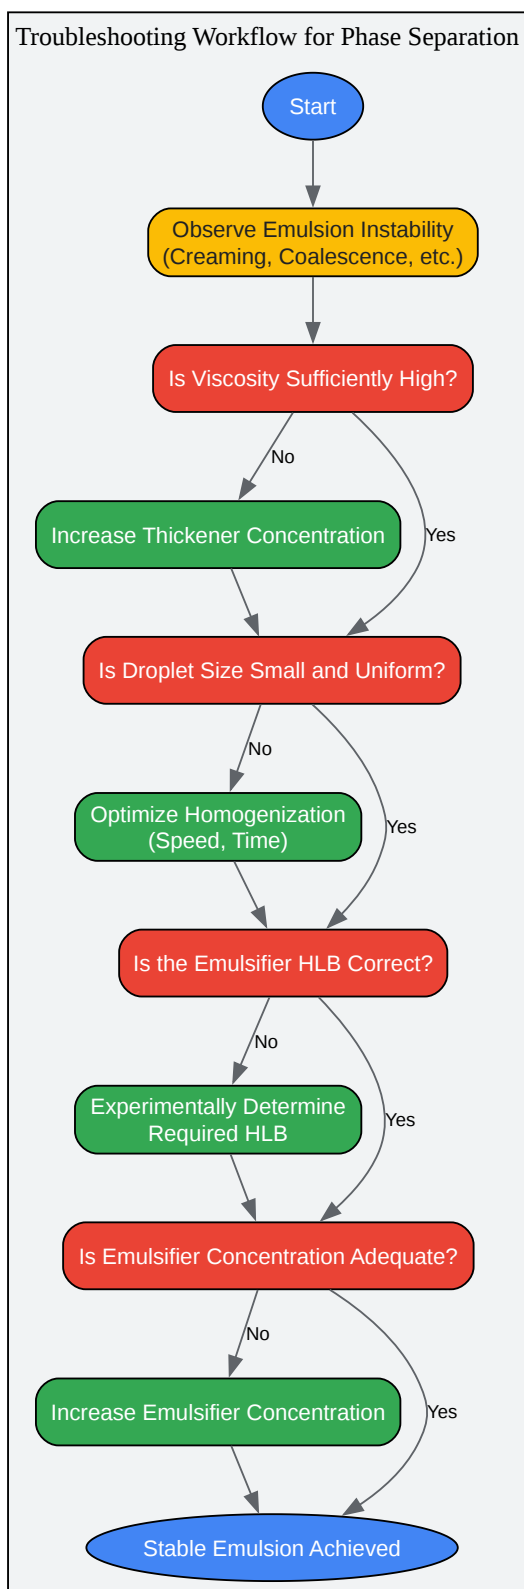 Troubleshooting Workflow for Phase Separation
Start
Observe Emulsion Instability
(Creaming, Coalescence, etc.)
Is Viscosity Sufficiently High?
No
Yes
Increase Thickener Concentration
Is Droplet Size Small and Uniform?
No
Yes
Optimize Homogenization
(Speed, Time)
Is the Emulsifier HLB Correct?
No
Yes
Experimentally Determine
Required HLB
Is Emulsifier Concentration Adequate?
No
Yes
Increase Emulsifier Concentration
Stable Emulsion Achieved